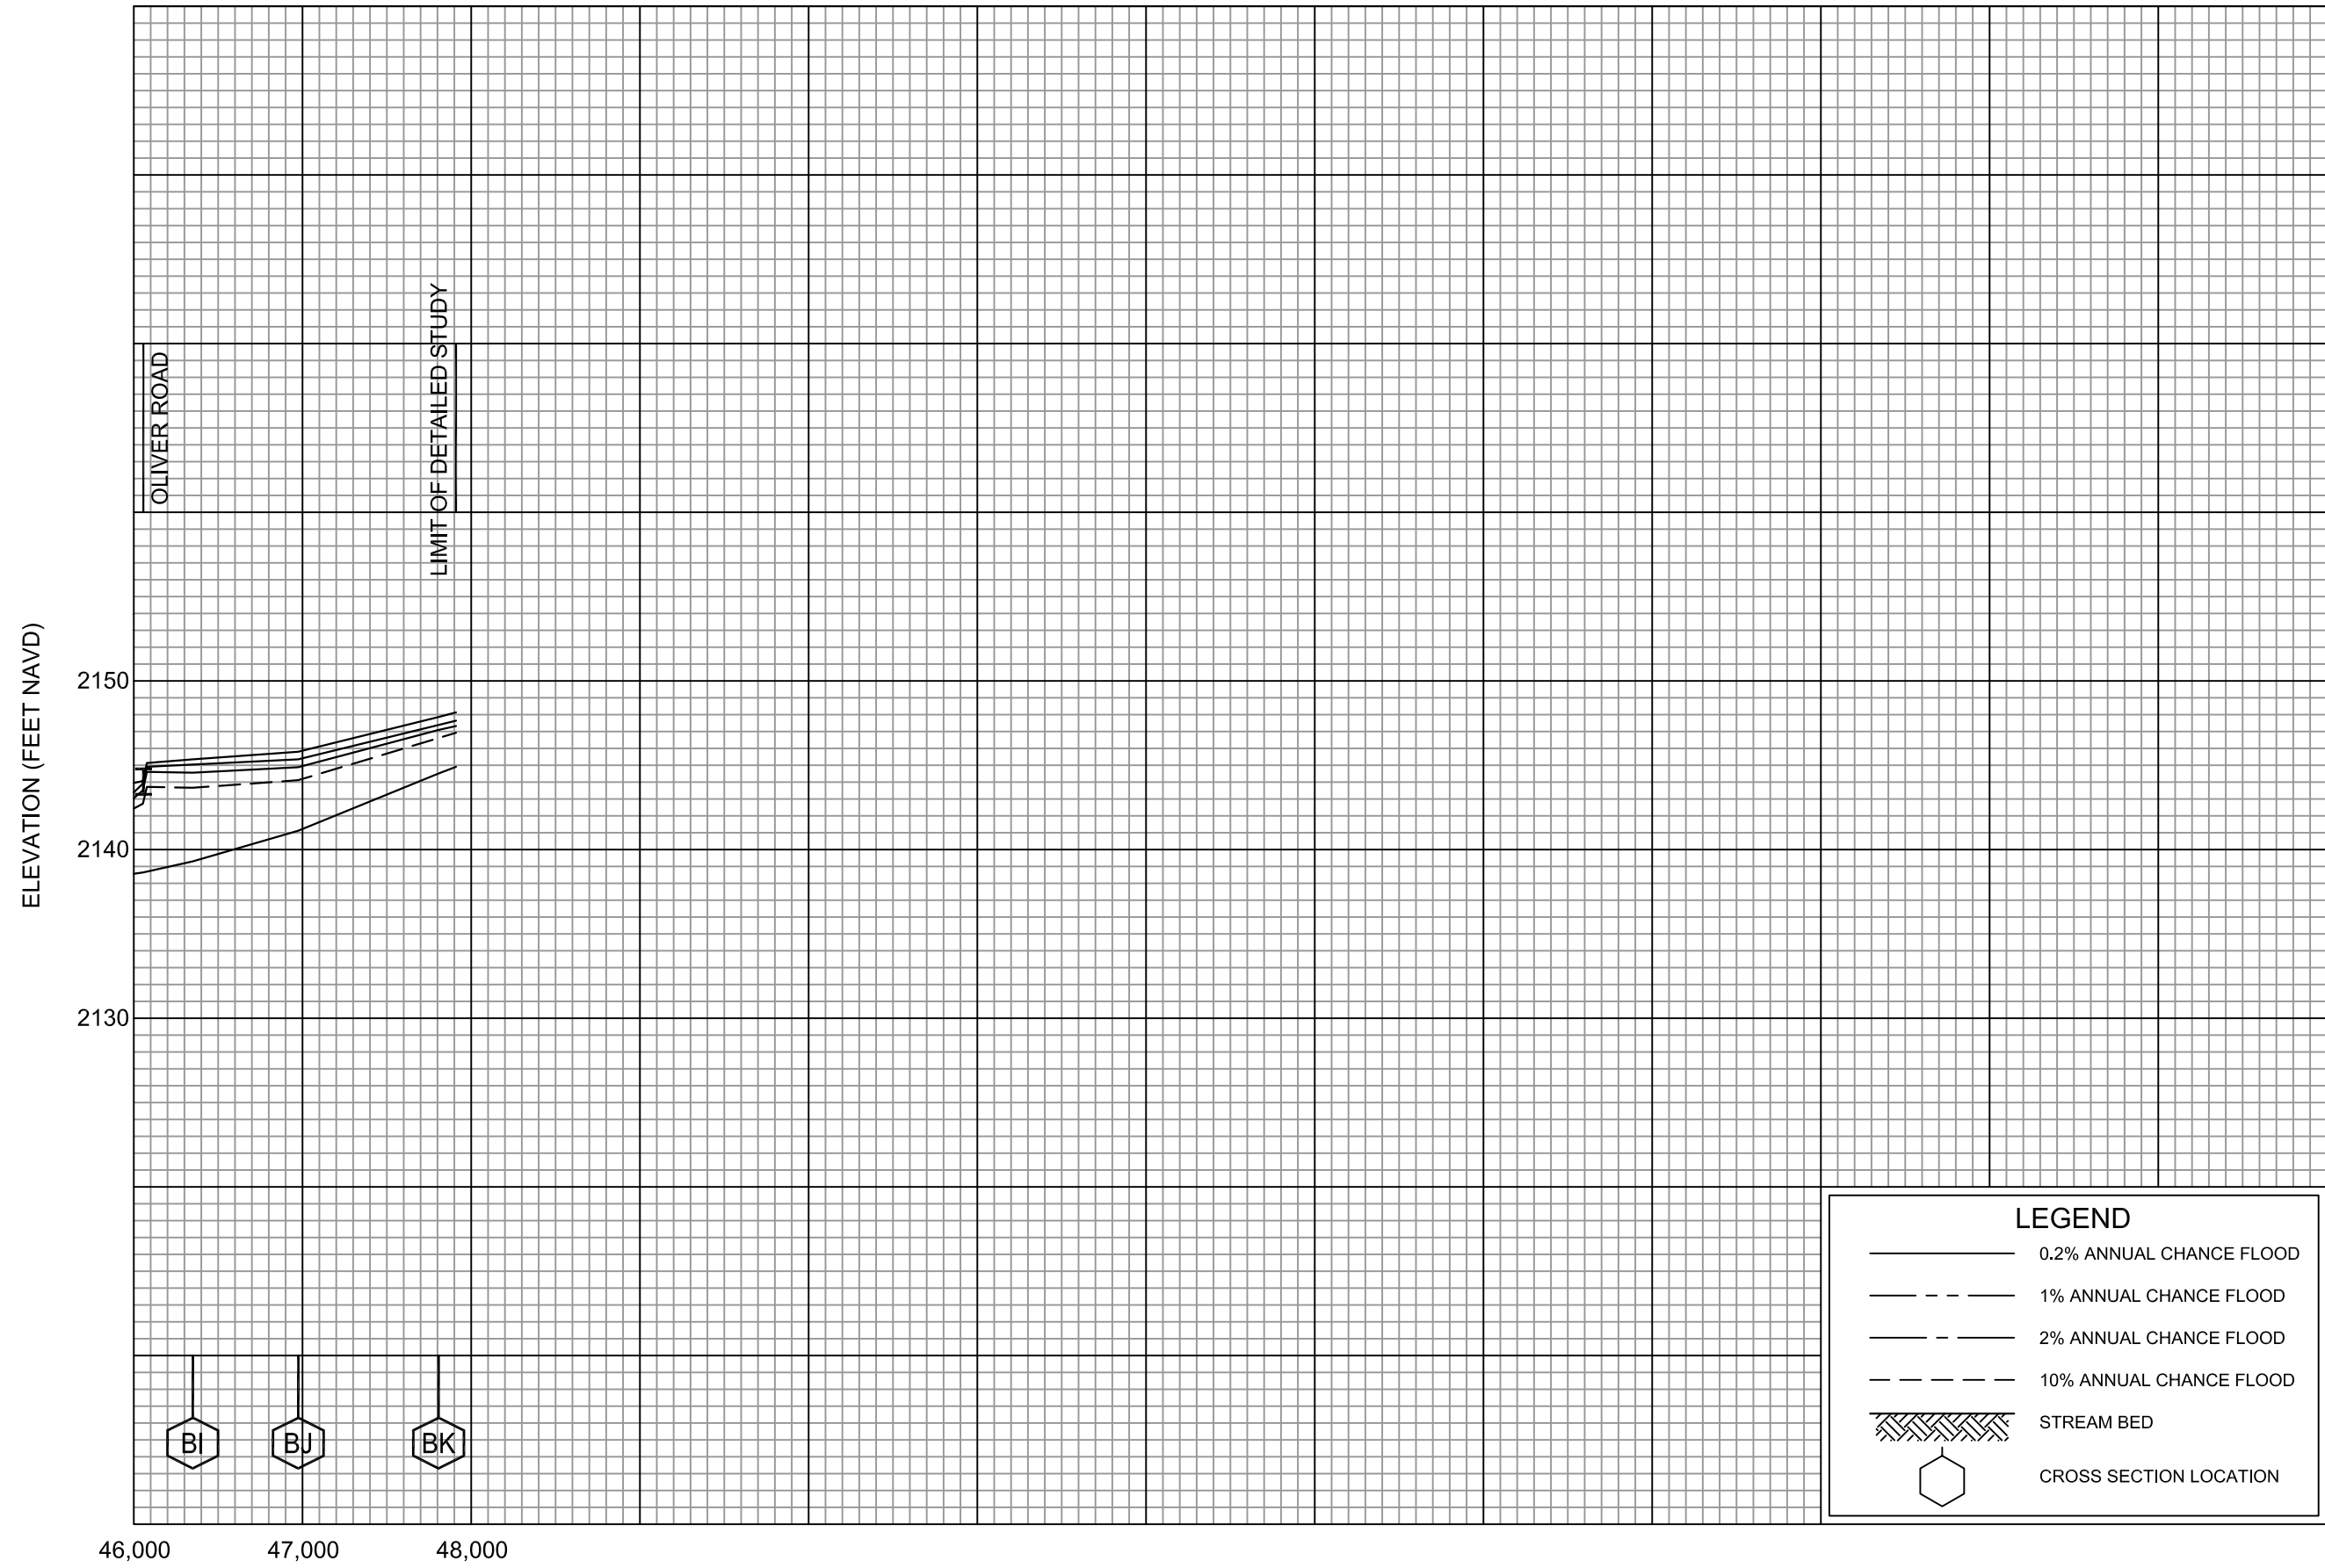 OLIVER ROAD
LIMIT OF DETAILED STUDY
ELEVATION (FEET NAVD)
2150
2140
2130
BI
BJ
BK
46,000
47,000
48,000
LEGEND
0.2% ANNUAL CHANCE FLOOD
1% ANNUAL CHANCE FLOOD
2% ANNUAL CHANCE FLOOD
10% ANNUAL CHANCE FLOOD
STREAM BED
CROSS SECTION LOCATION